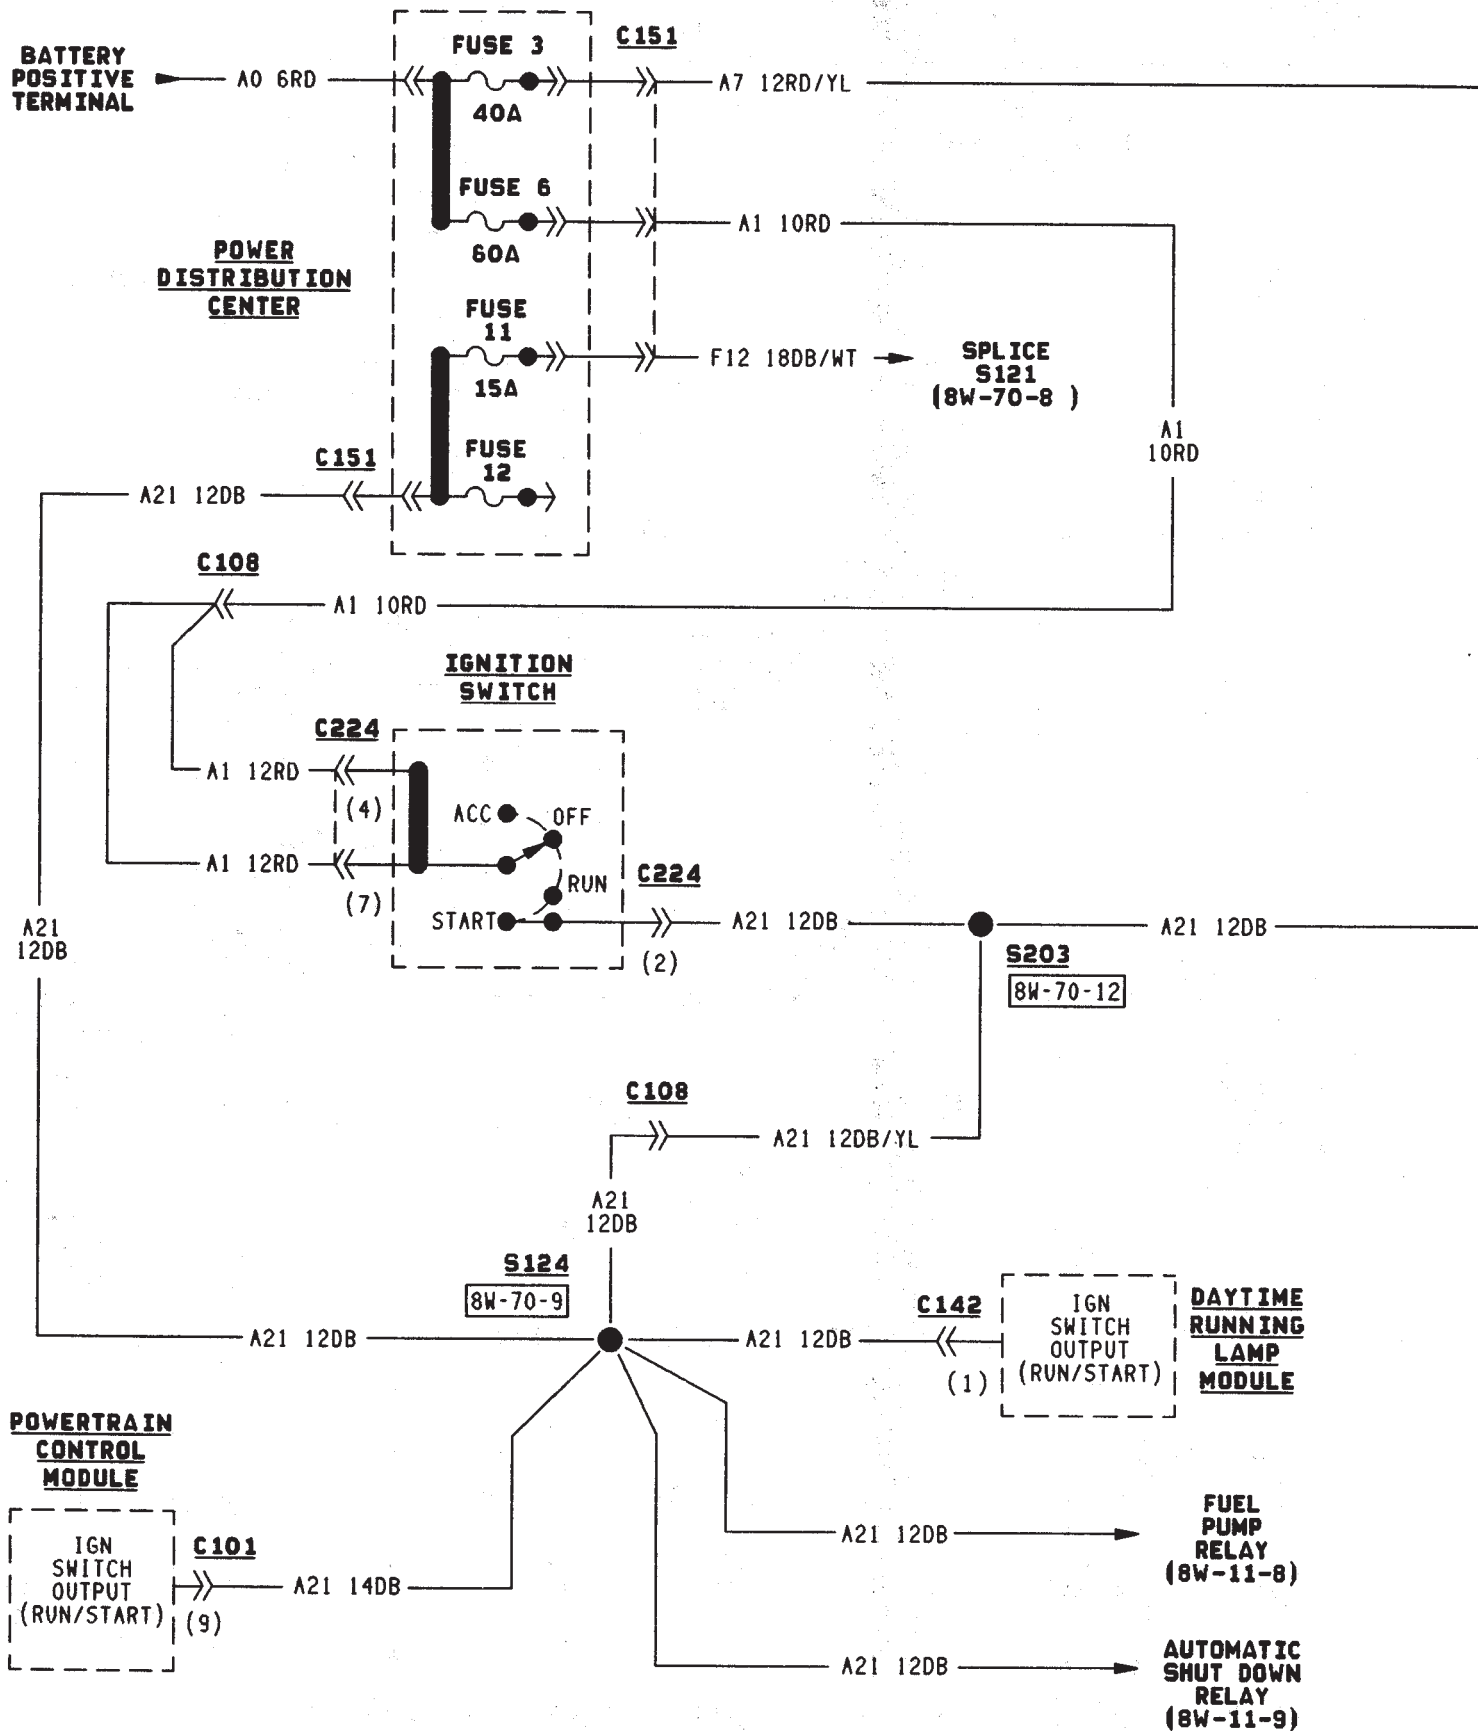 FUSE 3
C151
BATTERY
POSITIVE
TERMINAL
A0 6RD
A7 12RD/YL
40A
FUSE 6
A1 10RD
60A
POWER
DISTRIBUTION
CENTER
FUSE
11
F12 18DB/WT
SPLICE
S121
(8W-70-8 )
15A
A1
10RD
FUSE
12
C151
A21 12DB
C108
A1 10RD
IGNITION
SWITCH
C224
A1 12RD
(4)
ACC
OFF
A1 12RD
(7)
RUN
C224
START
A21 12DB
(2)
A21 12DB
S203
8W-70-12
A21
12DB
C108
A21 12DB/YL
A21
12DB
S124
8W-70-9
A21 12DB
A21 12DB
C142
(1)
IGN
SWITCH
OUTPUT
(RUN/START)
DAYTIME
RUNNING
LAMP
MODULE
POWERTRAIN
CONTROL
MODULE
IGN
SWITCH
OUTPUT
(RUN/START)
C101
(9)
A21 14DB
A21 12DB
FUEL
PUMP
RELAY
(8W-11-8)
A21 12DB
AUTOMATIC
SHUT DOWN
RELAY
(8W-11-9)